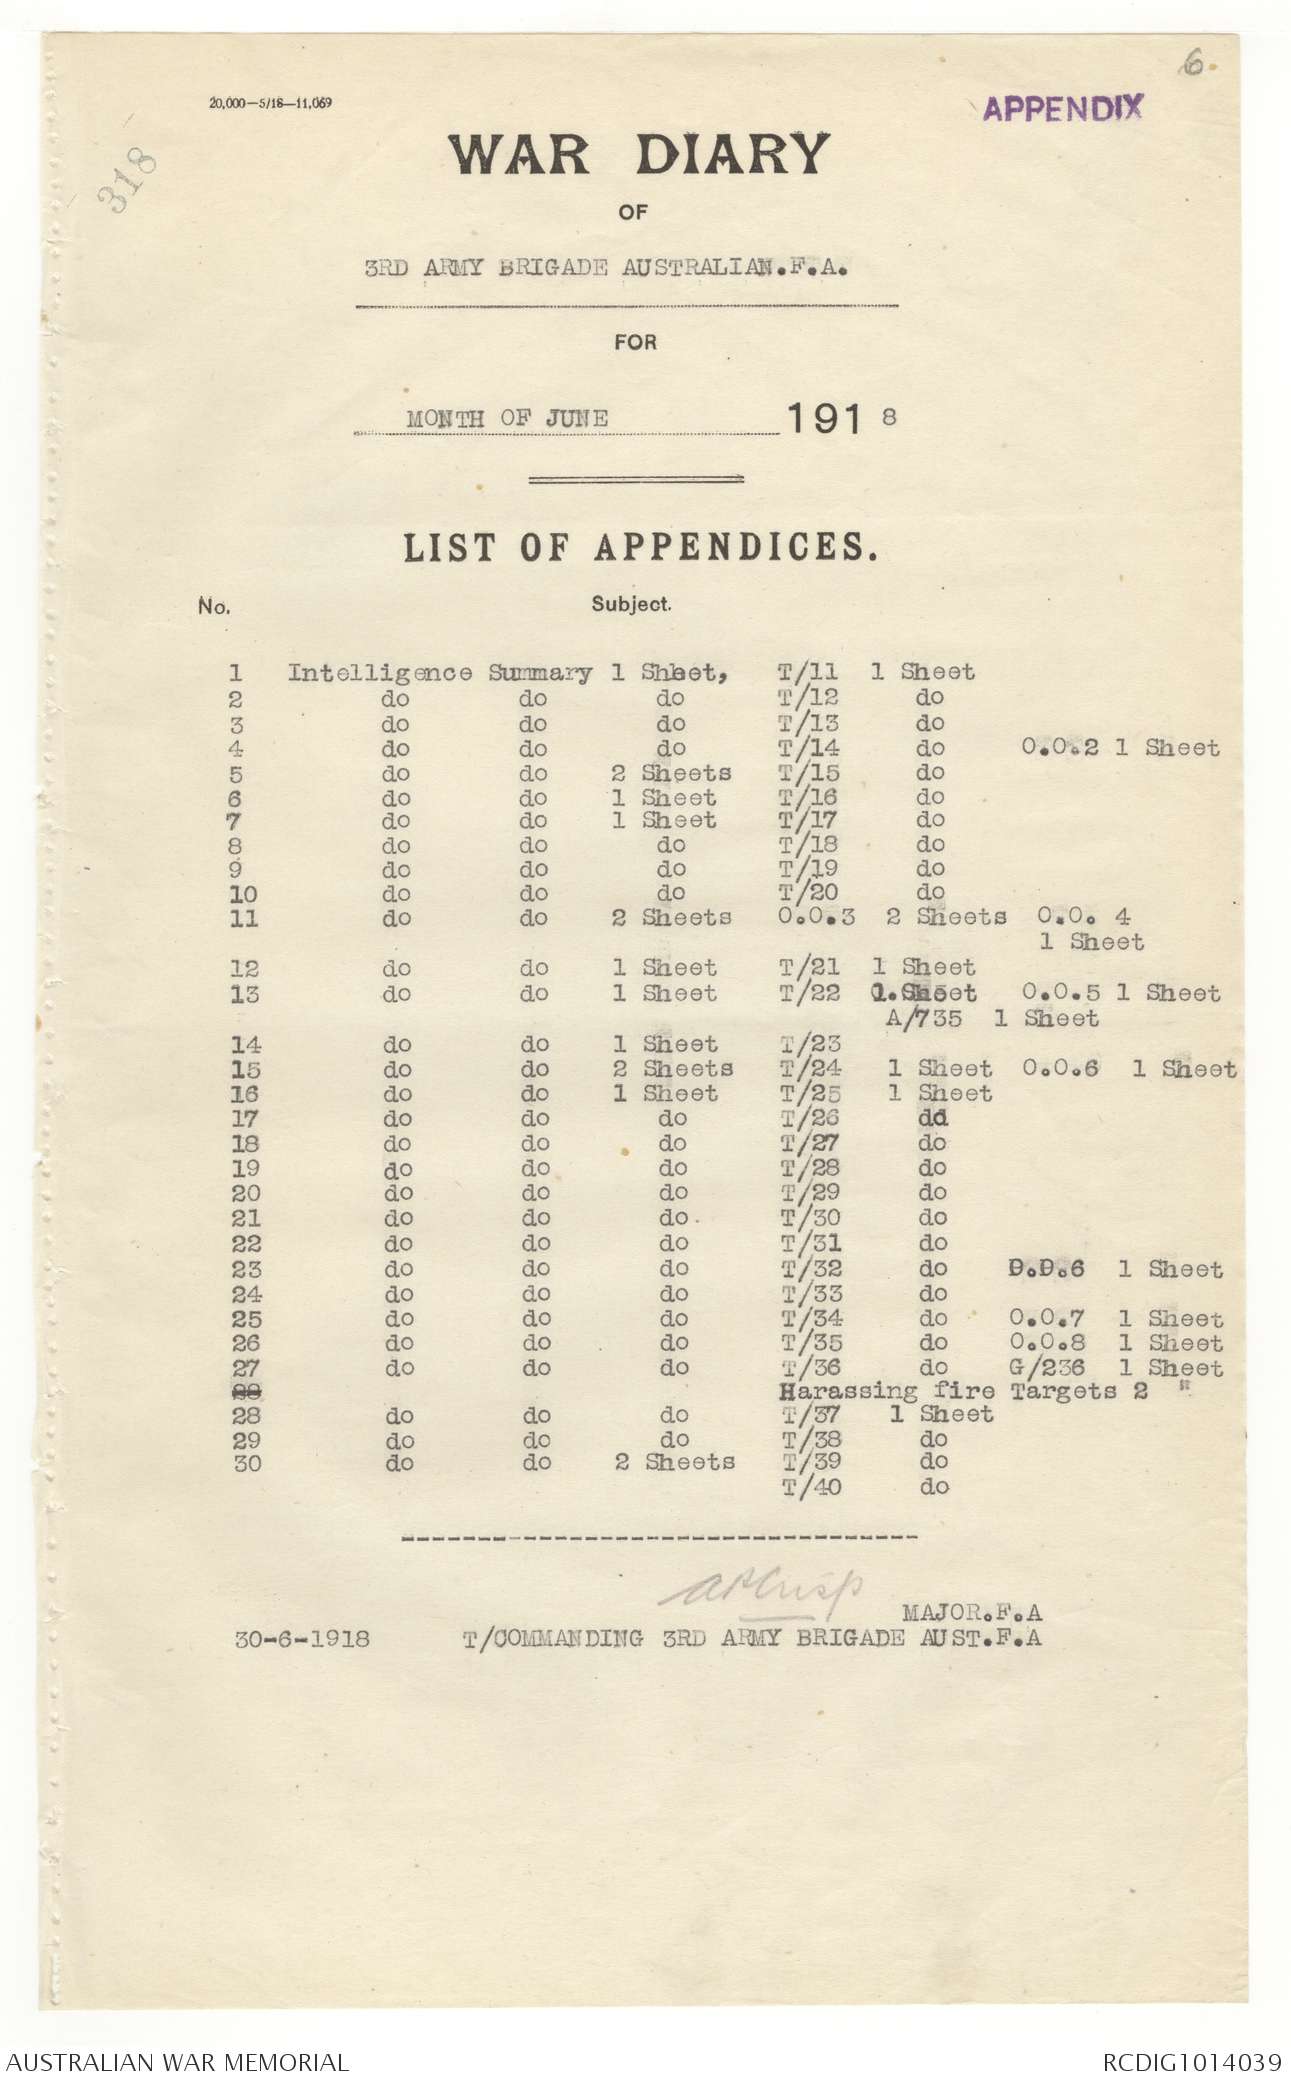 6.
20,000—5/18—11,069
APPENDIX
318
WAR DIARY
OF
3RD ARMY BRIGADE AUSTRALIAN.F.A.
FOR
MONTH OF JUNE 1918
LIST OF APPENDICES.
No. Subject.
1 Intelligence Summary 1 Sheet, T/11 1 Sheet
2 do do do T/12 do
3 do do do T/13 do
4 do do do T/14 do O.O.2 1 Sheet
5 do do 2 Sheets T/15 do
6 do do 1 Sheet T/16 do
7 do do 1 Sheet T/17 do
8 do do do T/18 do
9 do do do T/19 do
10 do do do T/20 do
11 do do 2 Sheets O.O.3 2 Sheets O.O. 4
1 Sheet
12 do do 1 Sheet T/21 1 Sheet
13 do do 1 Sheet T/22 1 Sheet O.O.5 1 Sheet
A/735 1 Sheet
14 do do 1 Sheet T/23
15 do do 2 Sheets T/24 1 Sheet O.O.6 1 Sheet
16 do do 1 Sheet T/25 1 Sheet
17 do do do T/26 do
18 do do do T/27 do
19 do do do T/28 do
20 do do do T/29 do
21 do do do T/30 do
22 do do do T/31 do
23 do do do T/32 do O.O.6 1 Sheet
24 do do do T/33 do
25 do do do T/34 do O.O.7 1 Sheet
26 do do do T/35 do O.O.8 1 Sheet
27 do do do T/36 do G/236 1 Sheet
Harassing fire Targets 2 "
28 do do do T/37 1 Sheet
29 do do do T/38 do
30 do do 2 Sheets T/39 do
T/40 do
APCrisp
MAJOR.F.A
30-6-1918 T/COMMANDING 3RD ARMY BRIGADE AUST.F.A
AUSTRALIAN WAR MEMORIAL RCDIG1014039